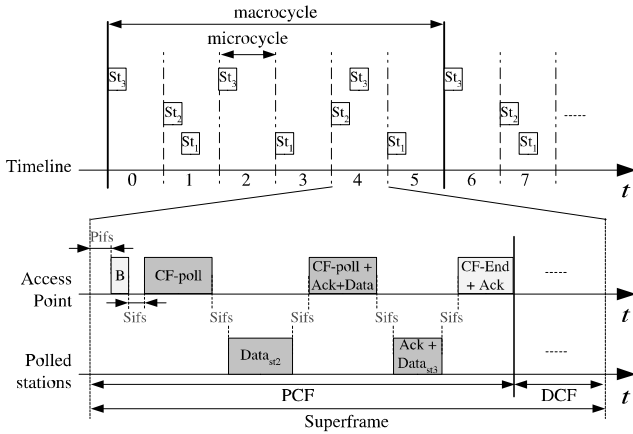 macrocycle
microcycle
St3 St3 St3 St3
St2 St2 St2
St1 St1 St1 St1
Timeline
0 1 2 3 4 5 6 7 t
Pifs
Access Point
B CF-poll CF-poll + Ack+Data CF-End + Ack
t
Sifs Sifs Sifs Sifs Sifs
Polled stations
Datast2 Ack + Datast3
t
PCF DCF
Superframe